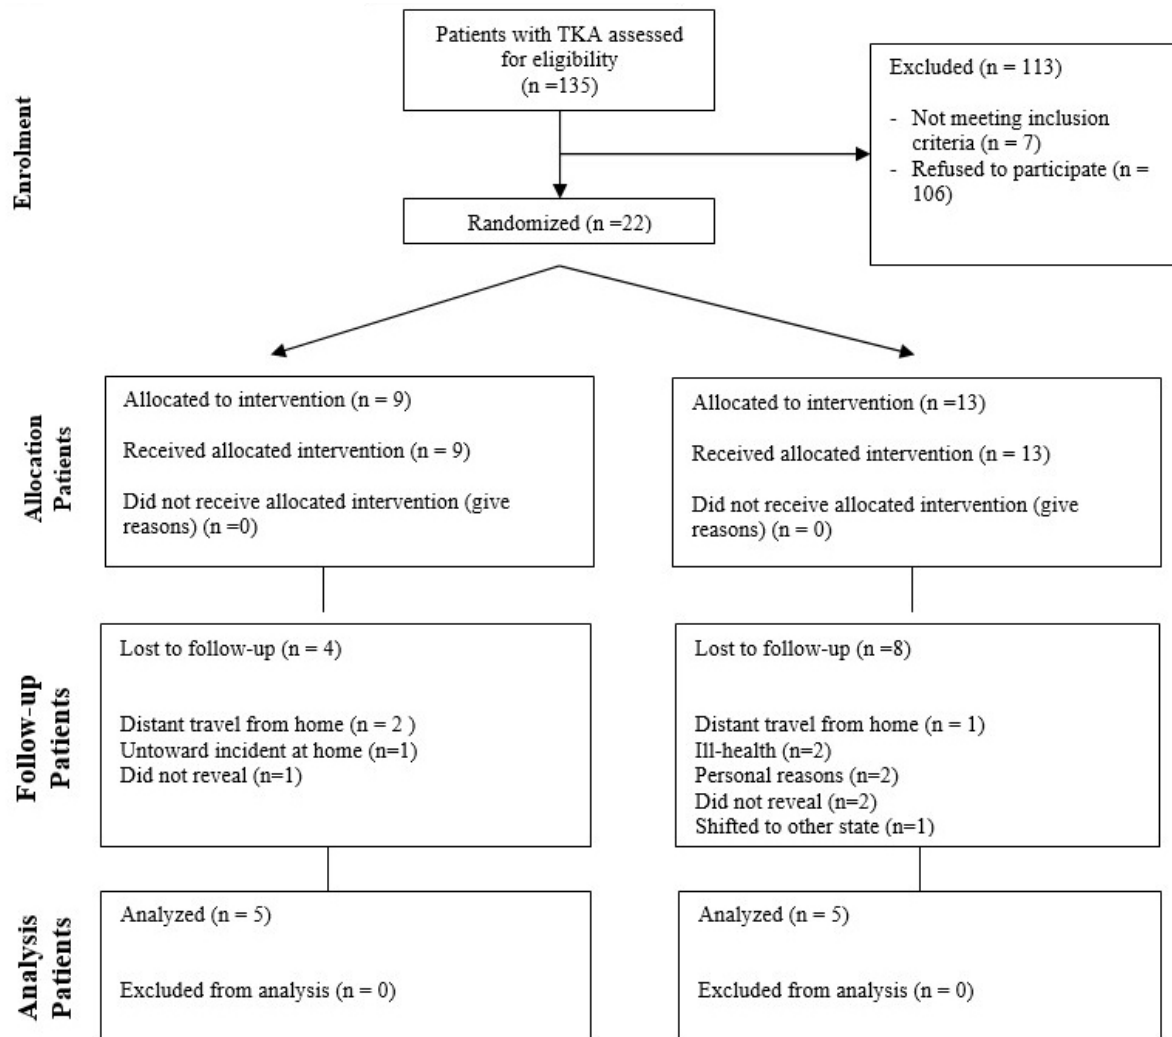 Patients with TKA assessed
for eligibility
(n =135)
Excluded (n = 113)
- Not meeting inclusion
criteria (n = 7)
- Refused to participate (n =
106)
Enrolment
Randomized (n =22)
Allocation
Patients
Allocated to intervention (n = 9)
Received allocated intervention (n = 9)
Did not receive allocated intervention (give
reasons) (n =0)
Allocated to intervention (n =13)
Received allocated intervention (n = 13)
Did not receive allocated intervention (give
reasons) (n = 0)
Follow-up
Patients
Lost to follow-up (n = 4)
Distant travel from home (n = 2 )
Untoward incident at home (n=1)
Did not reveal (n=1)
Lost to follow-up (n =8)
Distant travel from home (n = 1)
Ill-health (n=2)
Personal reasons (n=2)
Did not reveal (n=2)
Shifted to other state (n=1)
Analysis
Patients
Analyzed (n = 5)
Excluded from analysis (n = 0)
Analyzed (n = 5)
Excluded from analysis (n = 0)